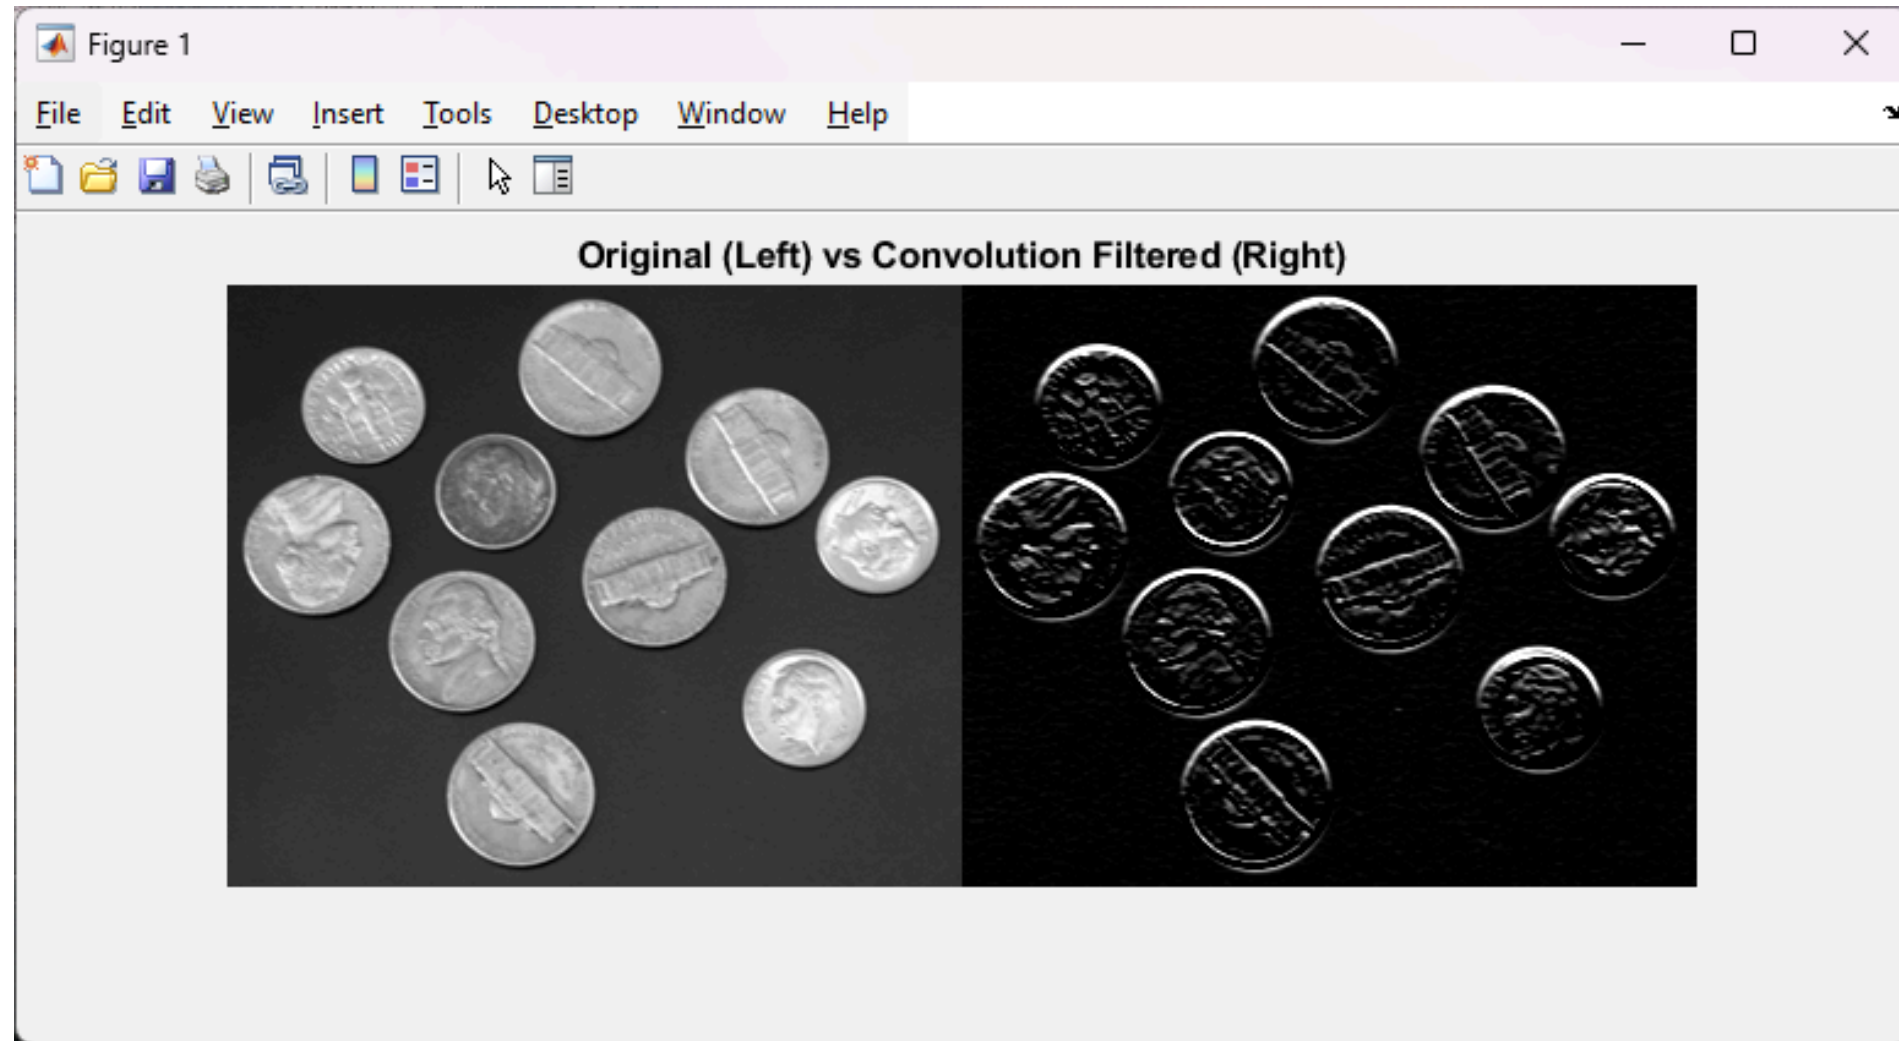 Figure 1
File Edit View Insert Tools Desktop Window Help
Original (Left) vs Convolution Filtered (Right)